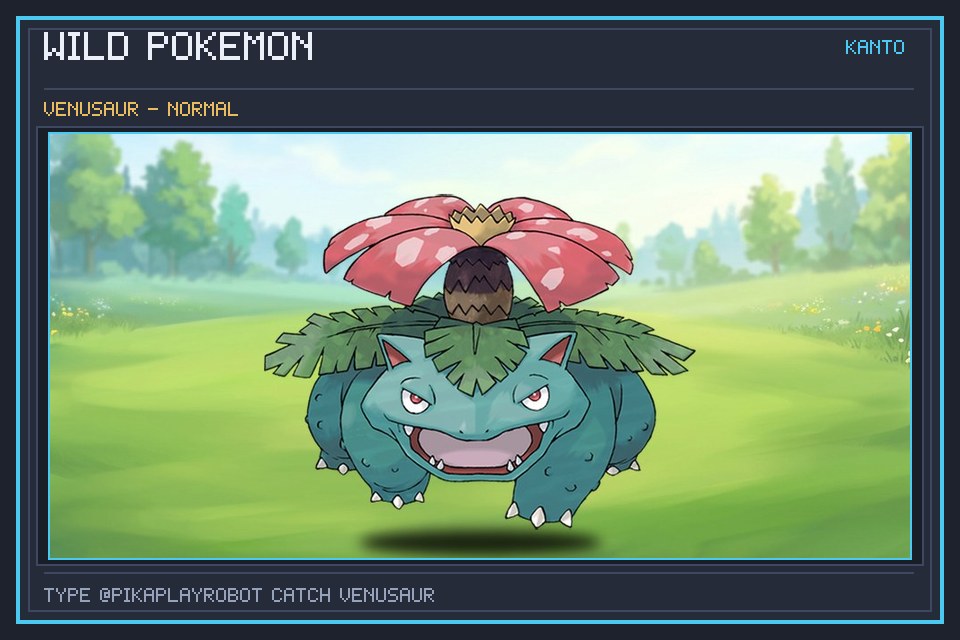 WILD POKEMON
KANTO
VENUSAUR - NORMAL
TYPE @PIKAPLAYROBOT CATCH VENUSAUR